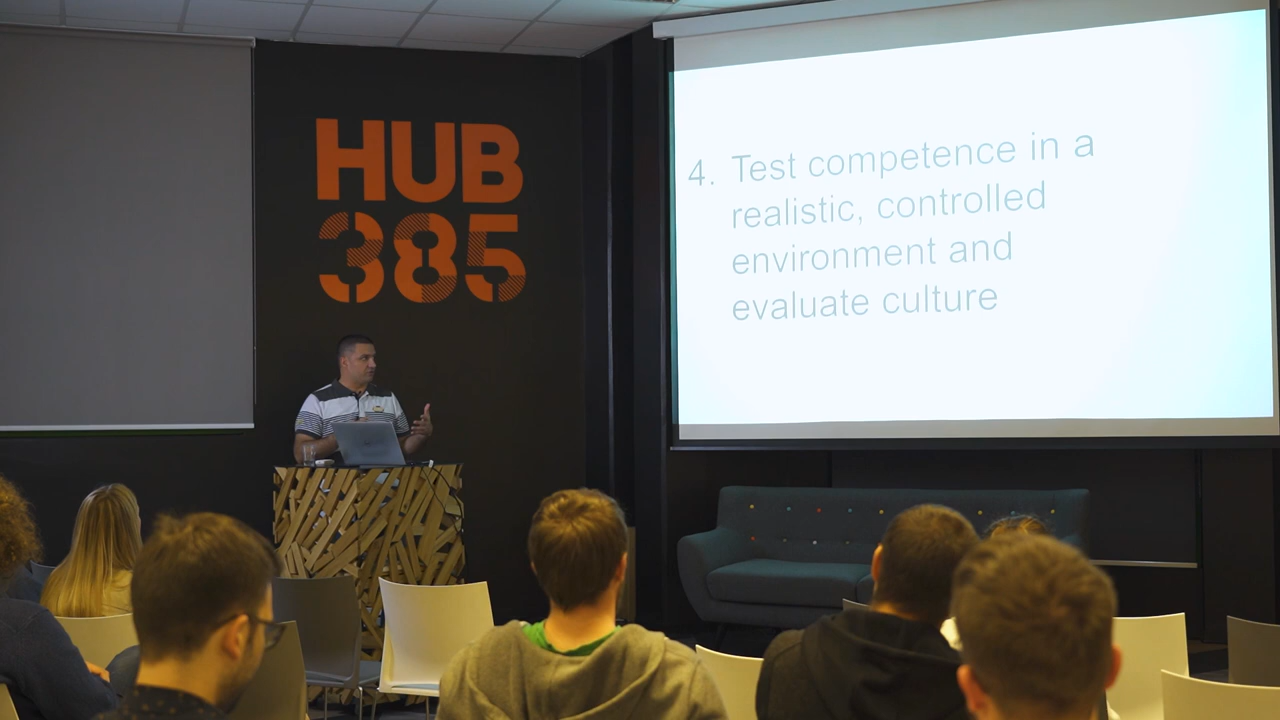 HUB
385
4. Test competence in a
realistic, controlled
environment and
evaluate culture